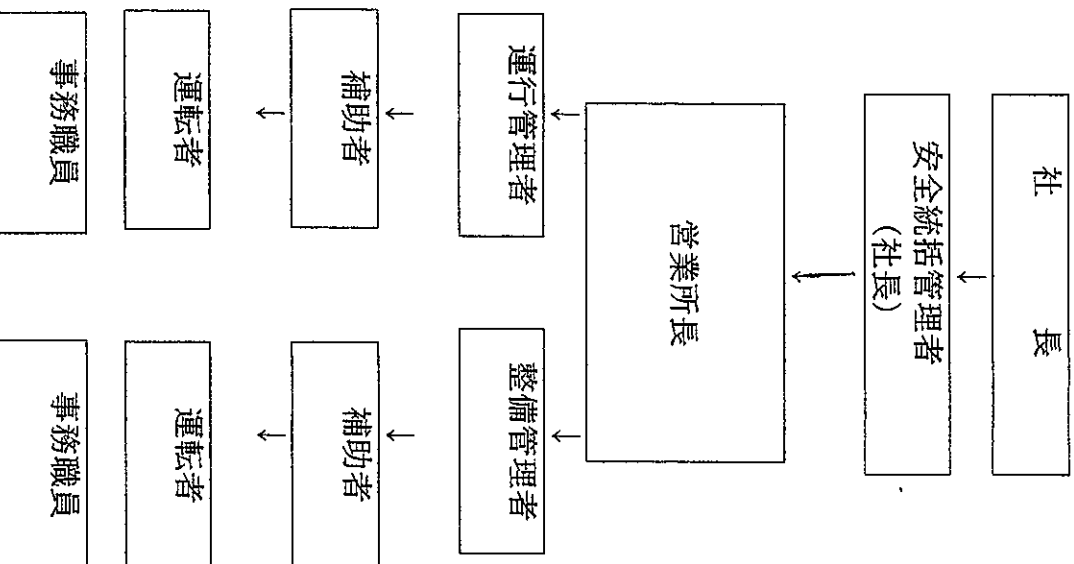 社長
安全統括管理者
(社長)
営業所長
運行管理者
整備管理者
補助者
補助者
運転者
運転者
事務職員
事務職員